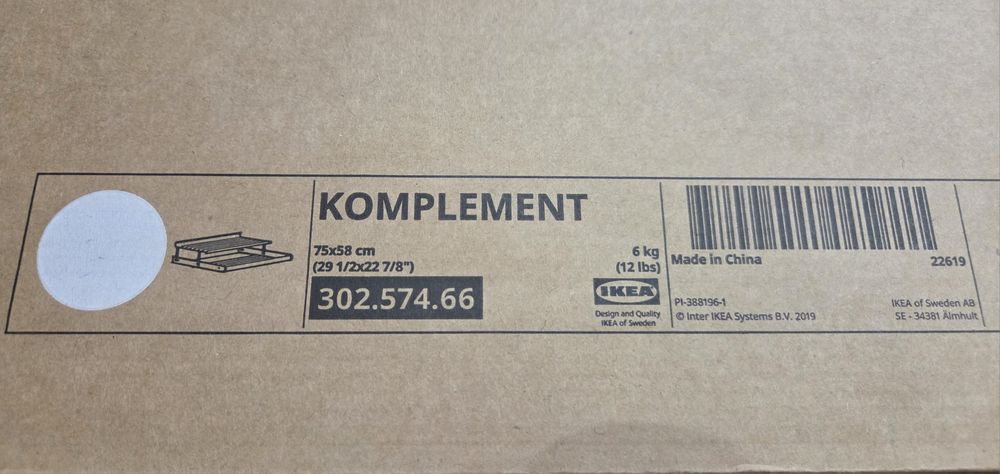 KOMPLEMENT
75x58 cm
(29 1/2x22 7/8")
302.574.66
6 kg
(12 lbs)
IKEA
Design and Quality
IKEA of Sweden
Made in China
22619
PI-388196-1
© Inter IKEA Systems B.V. 2019
IKEA of Sweden AB
SE - 34381 Älmhult